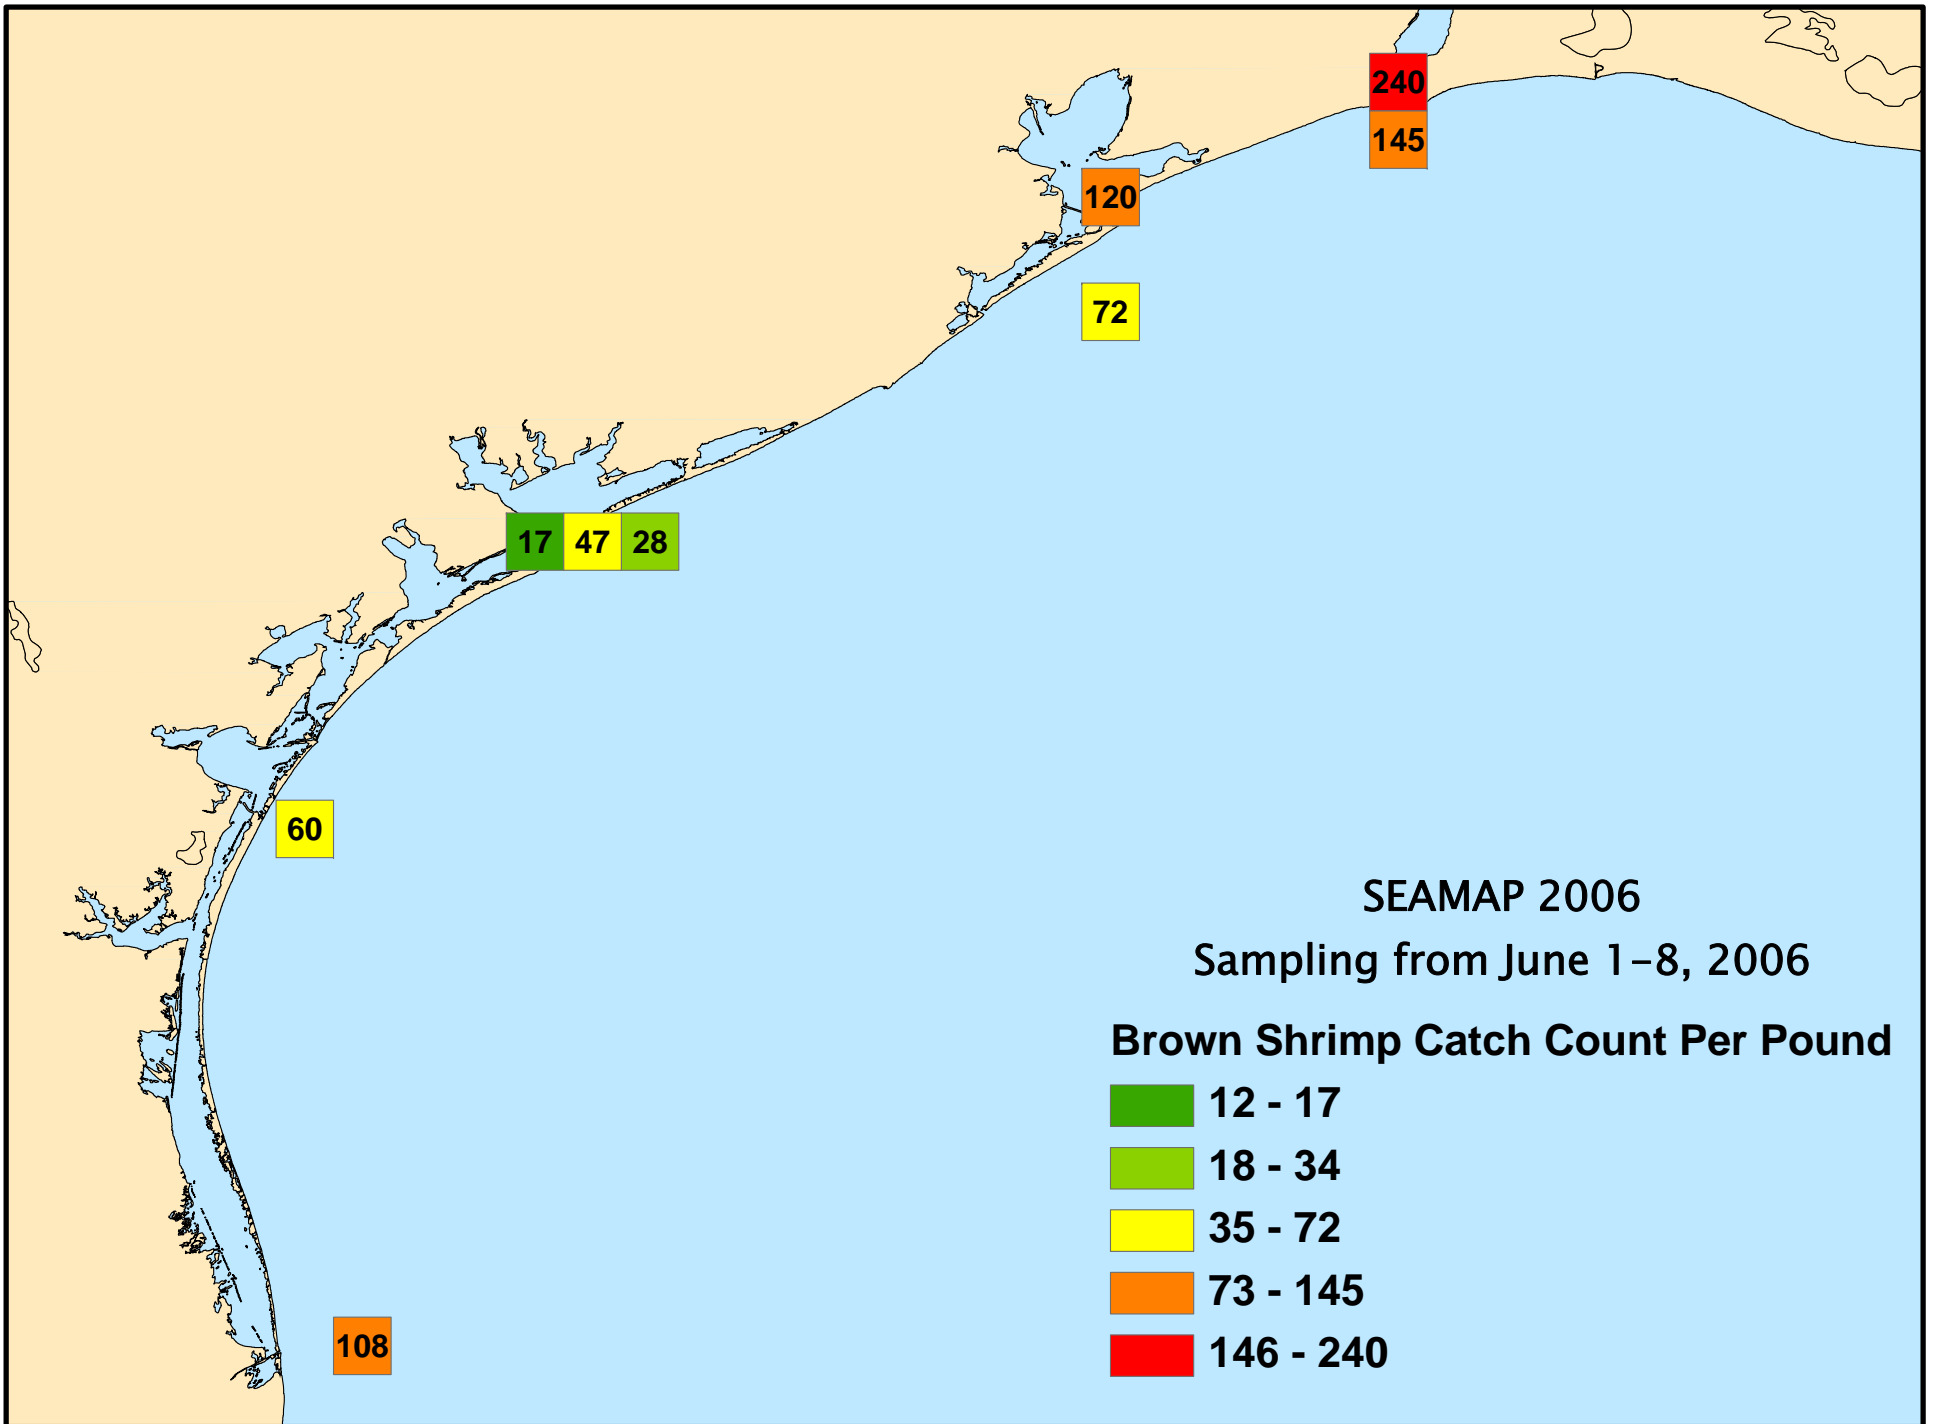 240
145
120
72
17 47 28
60
SEAMAP 2006
Sampling from June 1-8, 2006
Brown Shrimp Catch Count Per Pound
12 - 17
18 - 34
35 - 72
73 - 145
108
146 - 240